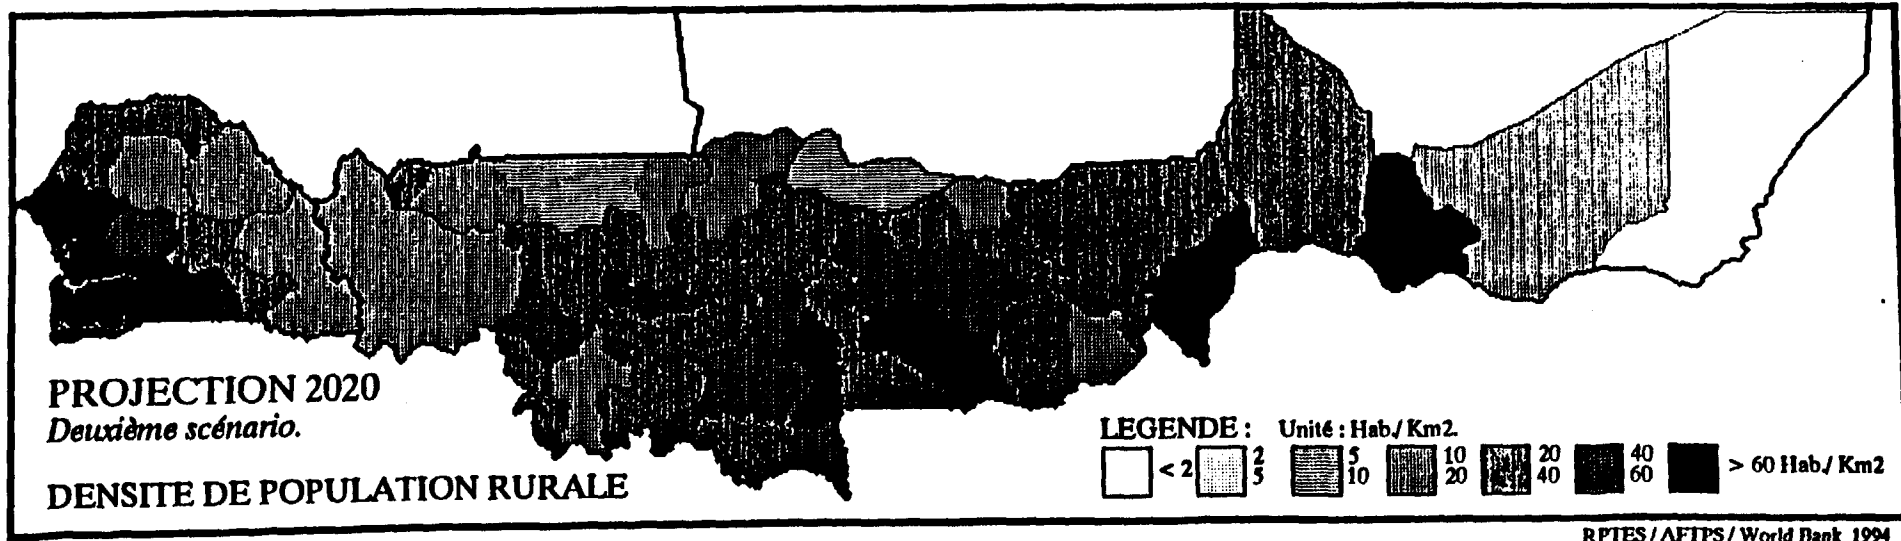 PROJECTION 2020
Deuxième scénario.
DENSITE DE POPULATION RURALE
LEGENDE : Unité : Hab./ Km2.
< 2 2 5 5 10 10 20 20 40 40 60 > 60 Hab./ Km2
RPTES / AFTPS / World Bank 1994